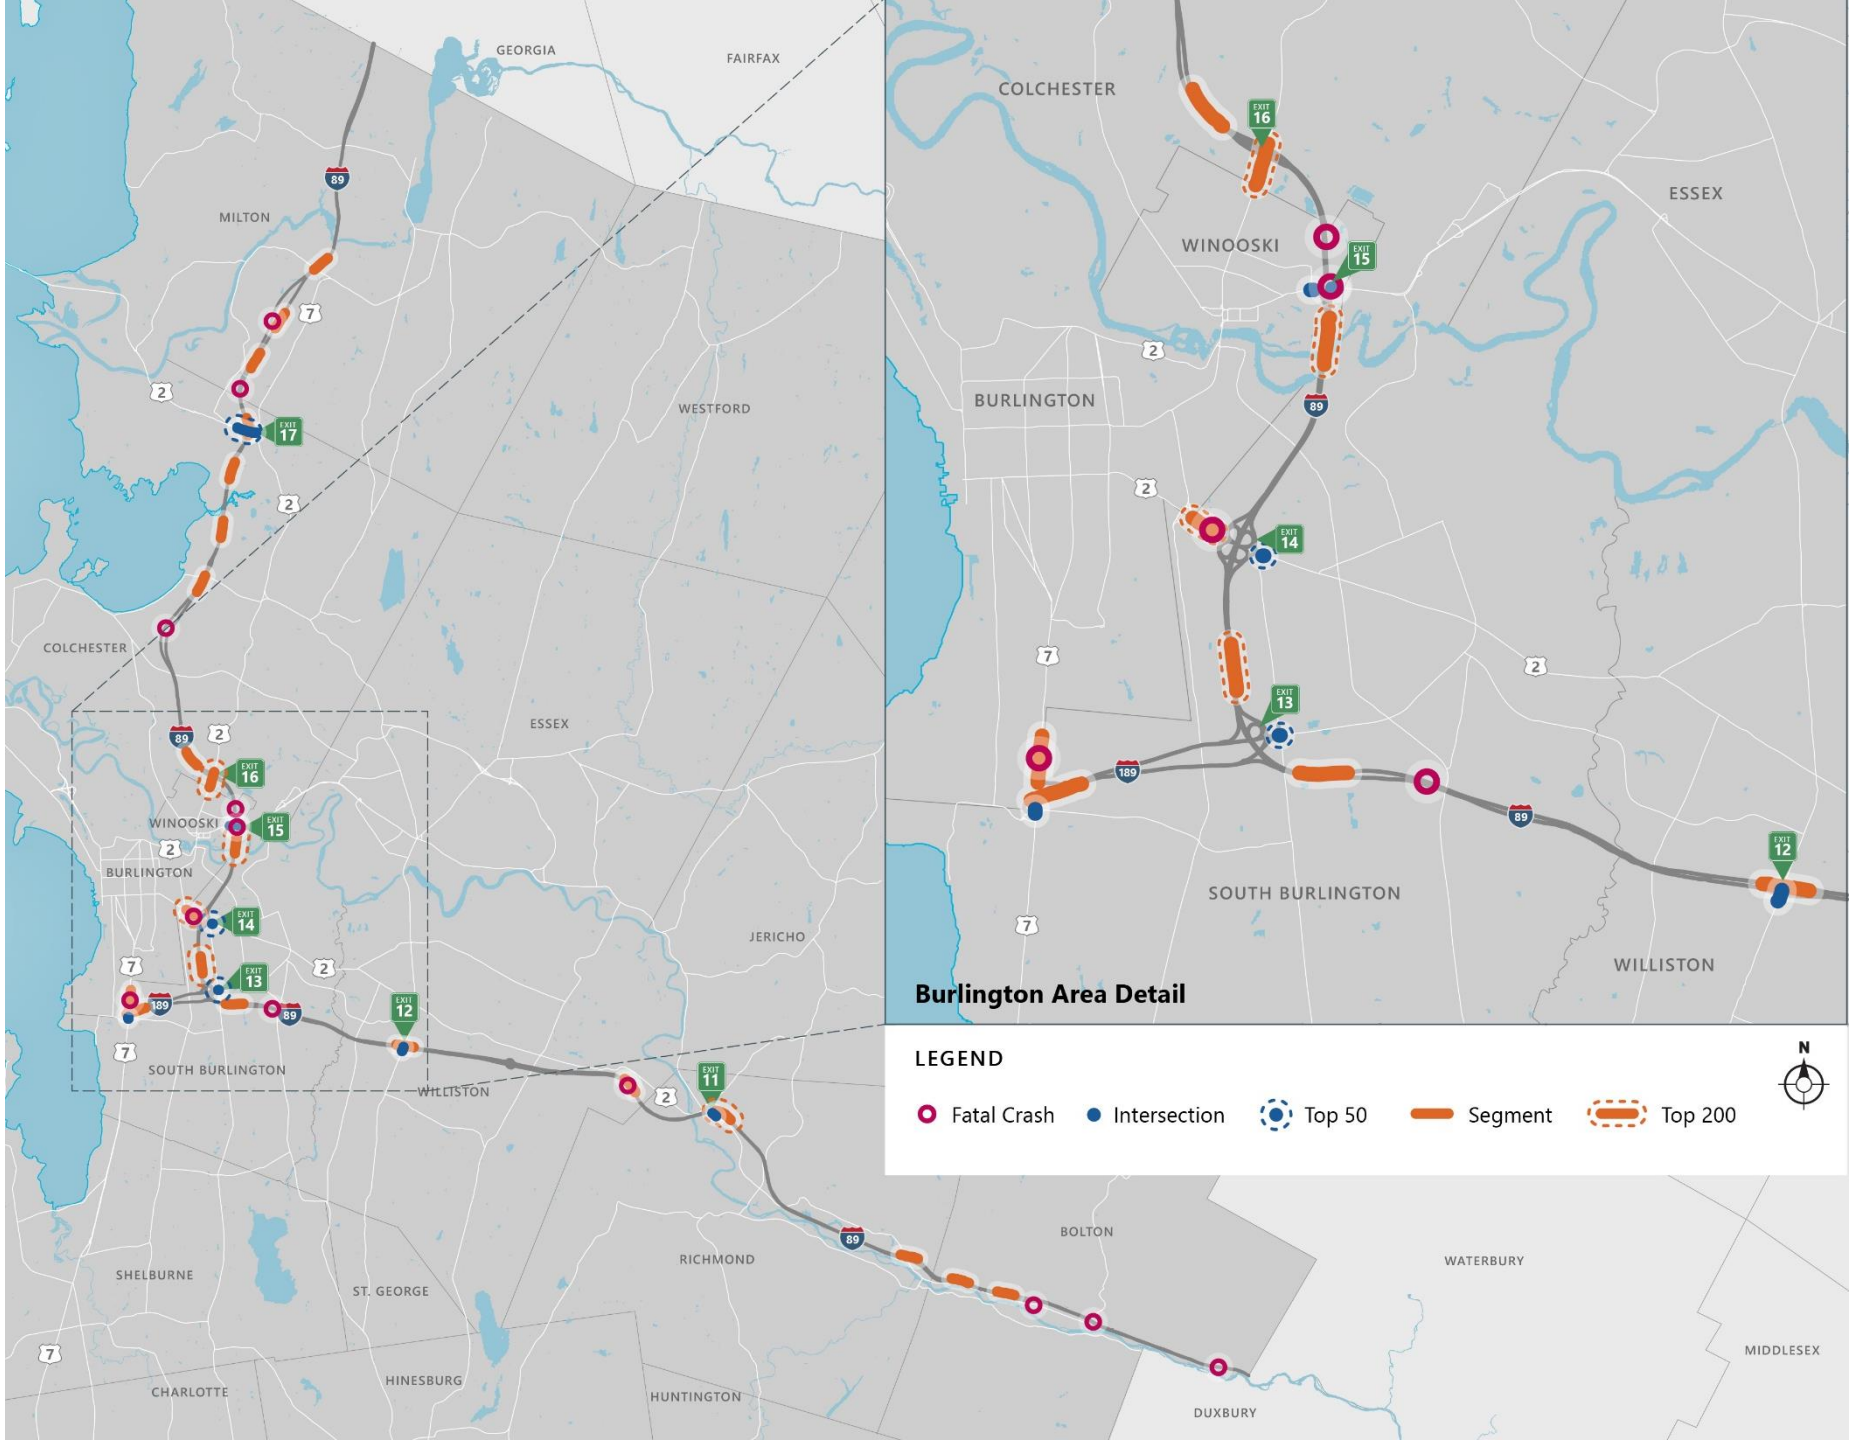 GEORGIA
FAIRFAX
89
MILTON
7
2
EXIT
17
WESTFORD
2
COLCHESTER
ESSEX
89
2
EXIT
16
WINOOSKI
EXIT
15
2
BURLINGTON
EXIT
14
JERICHO
7
2
EXIT
13
189
89
EXIT
12
7
SOUTH BURLINGTON
WILLISTON
EXIT
11
2
89
BOLTON
RICHMOND
WATERBURY
SHELBURNE
ST. GEORGE
7
MIDDLESEX
CHARLOTTE
HINESBURG
HUNTINGTON
DUXBURY
COLCHESTER
EXIT
16
ESSEX
WINOOSKI
EXIT
15
2
BURLINGTON
89
2
EXIT
14
7
2
EXIT
13
189
89
EXIT
12
SOUTH BURLINGTON
7
WILLISTON
Burlington Area Detail
LEGEND
N
Fatal Crash
Intersection
Top 50
Segment
Top 200